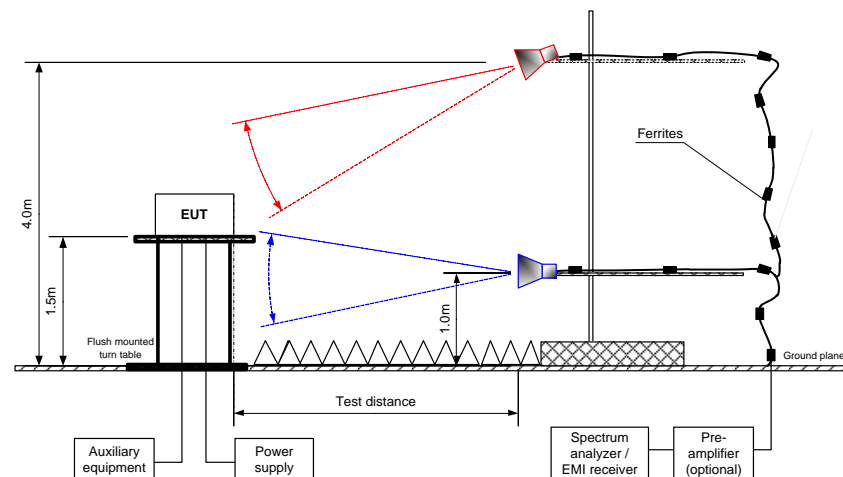 Ferrites
4.0m
EUT
1.5m
1.0m
Flush mounted
turn table
Ground plane
Test distance
Auxiliary
equipment
Power
supply
Spectrum
analyzer /
EMI receiver
Pre-
amplifier
(optional)